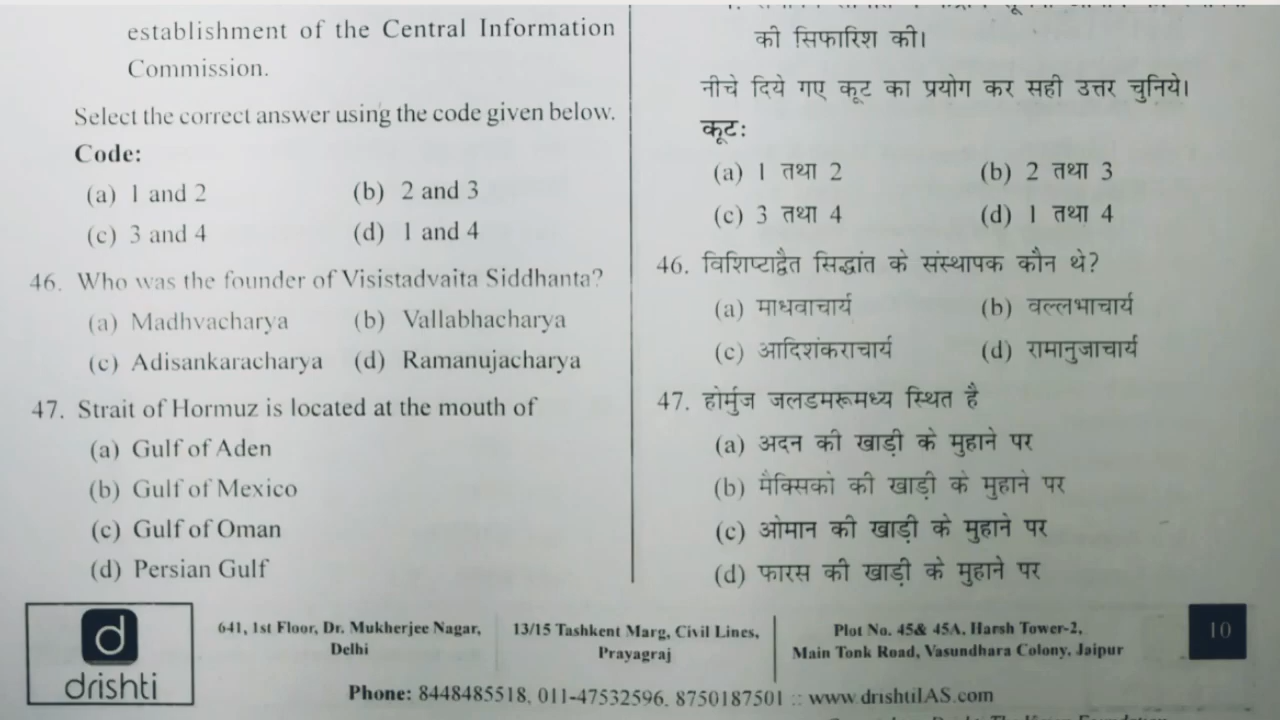 establishment of the Central Information
Commission.
Select the correct answer using the code given below.
Code:
(a) 1 and 2 (b) 2 and 3
(c) 3 and 4 (d) 1 and 4
46. Who was the founder of Visistadvaita Siddhanta?
(a) Madhvacharya (b) Vallabhacharya
(c) Adisankaracharya (d) Ramanujacharya
47. Strait of Hormuz is located at the mouth of
(a) Gulf of Aden
(b) Gulf of Mexico
(c) Gulf of Oman
(d) Persian Gulf
की सिफारिश की।
नीचे दिये गए कूट का प्रयोग कर सही उत्तर चुनिये।
कूट:
(a) 1 तथा 2 (b) 2 तथा 3
(c) 3 तथा 4 (d) 1 तथा 4
46. विशिष्टाद्वैत सिद्धांत के संस्थापक कौन थे?
(a) माधवाचार्य (b) वल्लभाचार्य
(c) आदिशंकराचार्य (d) रामानुजाचार्य
47. होर्मुज जलडमरूमध्य स्थित है
(a) अदन की खाड़ी के मुहाने पर
(b) मैक्सिको की खाड़ी के मुहाने पर
(c) ओमान की खाड़ी के मुहाने पर
(d) फारस की खाड़ी के मुहाने पर
d
drishti
641, 1st Floor, Dr. Mukherjee Nagar,
Delhi
13/15 Tashkent Marg, Civil Lines,
Prayagraj
Plot No. 45& 45A, Harsh Tower-2,
Main Tonk Road, Vasundhara Colony, Jaipur
10
Phone: 8448485518, 011-47532596, 8750187501 :: www.drishtiIAS.com